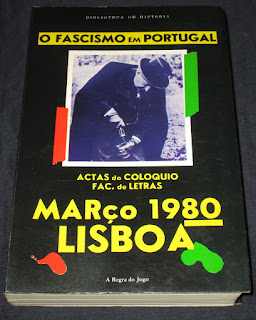 BIBLIOTECA DE HISTÓRIA
O FASCISMO EM PORTUGAL
ACTAS do COLOQUIO
FAC. de LETRAS
MARço 1980
LISBOA
A Regra do Jogo